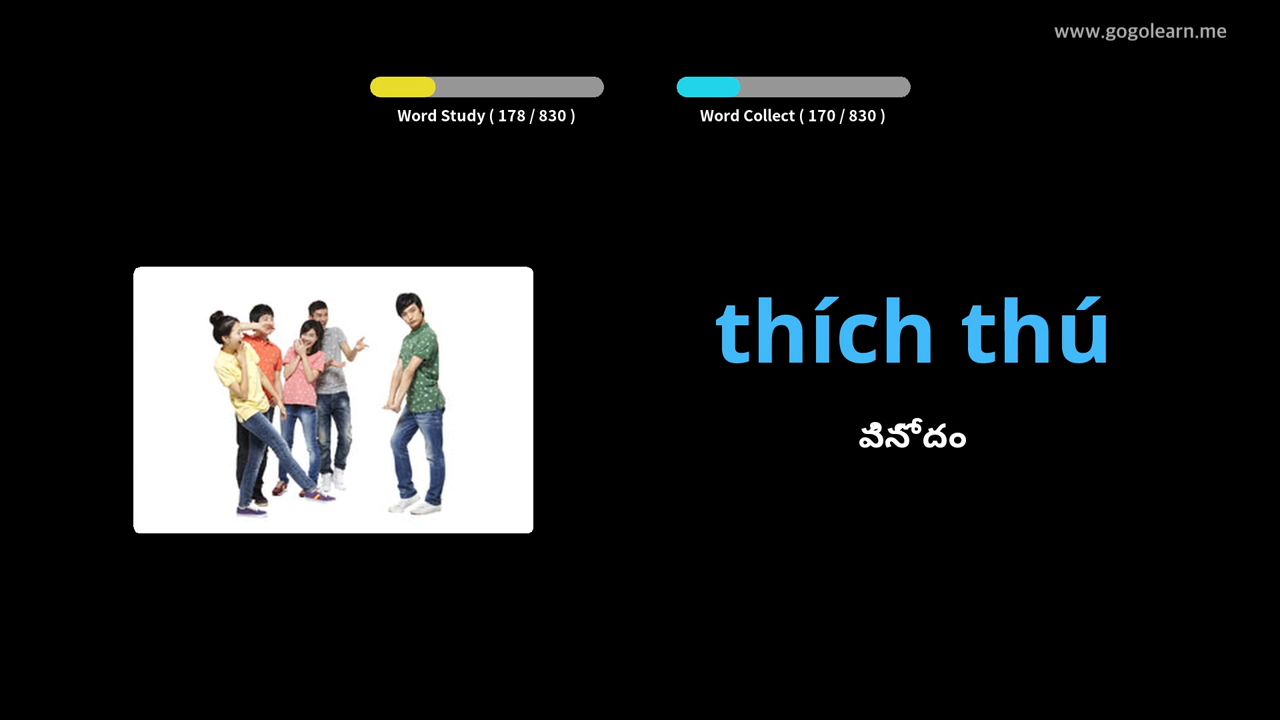 www.gogolearn.me
Word Study ( 178 / 830 )
Word Collect ( 170 / 830 )
thích thú
వినోదం